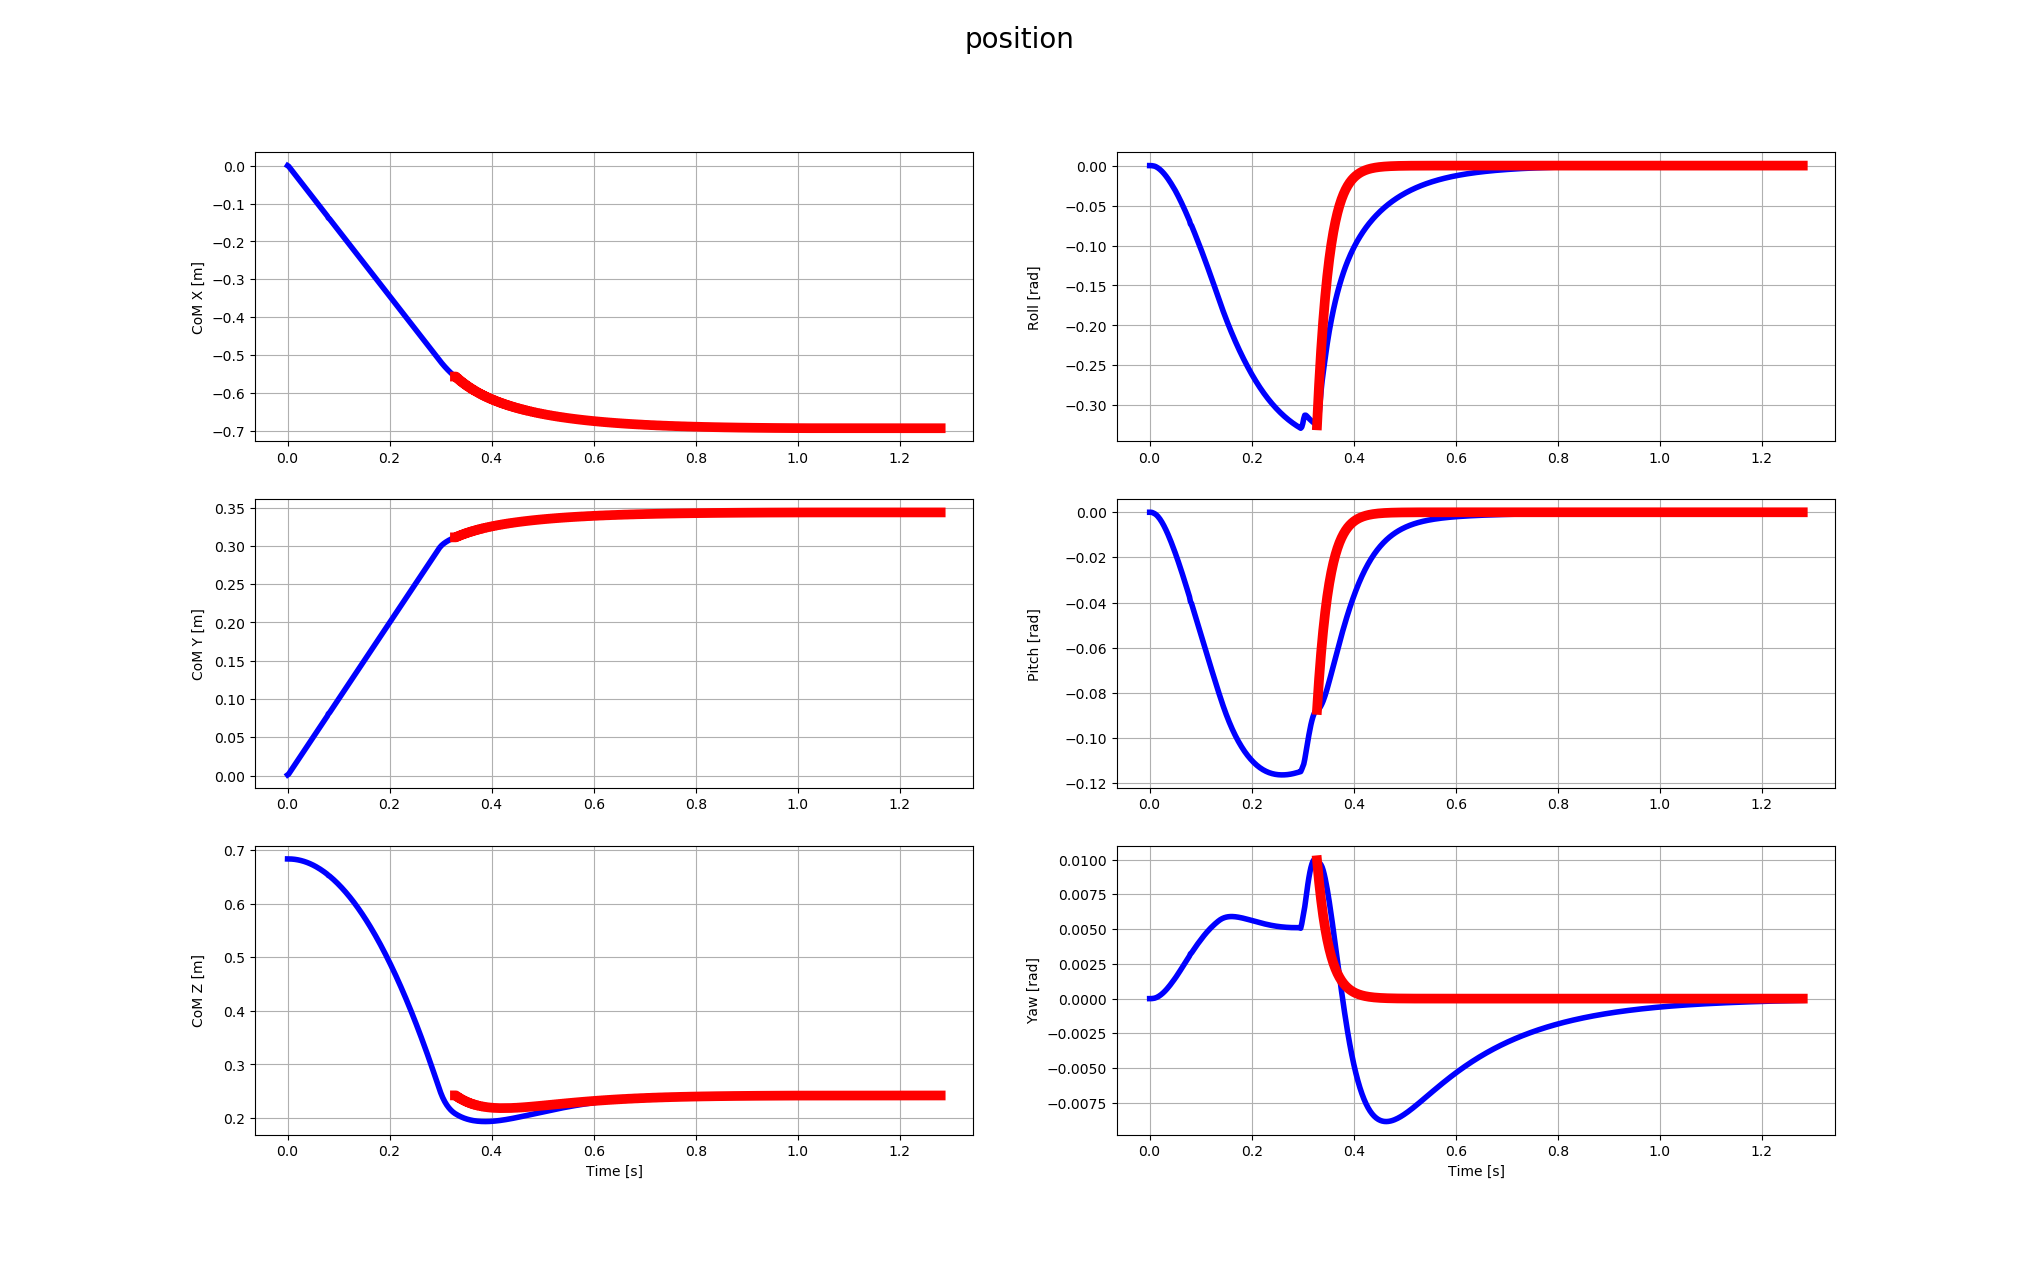 position
CoM X [m]
0.0
−0.1
−0.2
−0.3
−0.4
−0.5
−0.6
−0.7
0.0 0.2 0.4 0.6 0.8 1.0 1.2
Roll [rad]
0.00
−0.05
−0.10
−0.15
−0.20
−0.25
−0.30
0.0 0.2 0.4 0.6 0.8 1.0 1.2
CoM Y [m]
0.35
0.30
0.25
0.20
0.15
0.10
0.05
0.00
0.0 0.2 0.4 0.6 0.8 1.0 1.2
Pitch [rad]
0.00
−0.02
−0.04
−0.06
−0.08
−0.10
−0.12
0.0 0.2 0.4 0.6 0.8 1.0 1.2
CoM Z [m]
0.7
0.6
0.5
0.4
0.3
0.2
0.0 0.2 0.4 0.6 0.8 1.0 1.2
Time [s]
Yaw [rad]
0.0100
0.0075
0.0050
0.0025
0.0000
−0.0025
−0.0050
−0.0075
0.0 0.2 0.4 0.6 0.8 1.0 1.2
Time [s]